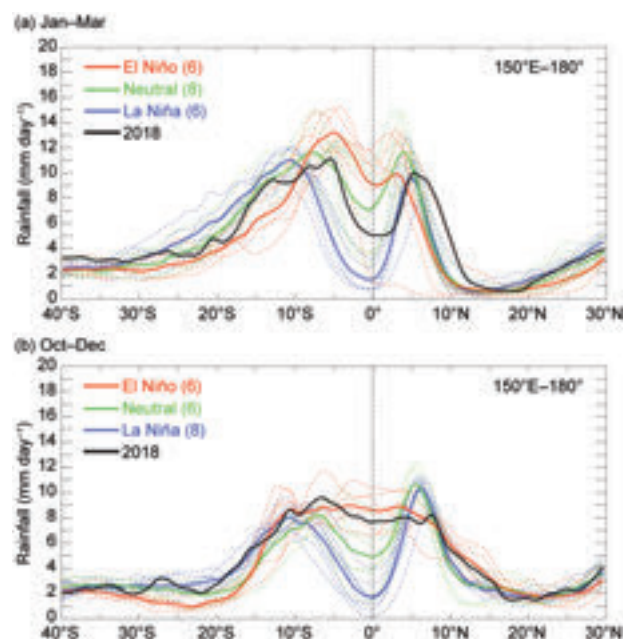 (a) Jan–Mar
20
18
16
14
12
10
8
6
4
2
0
Rainfall (mm day⁻¹)
El Niño (6)
Neutral (8)
La Niña (6)
2018
150°E–180°
40°S 30°S 20°S 10°S 0° 10°N 20°N 30°N
(b) Oct–Dec
20
18
16
14
12
10
8
6
4
2
0
Rainfall (mm day⁻¹)
El Niño (6)
Neutral (6)
La Niña (8)
2018
150°E–180°
40°S 30°S 20°S 10°S 0° 10°N 20°N 30°N